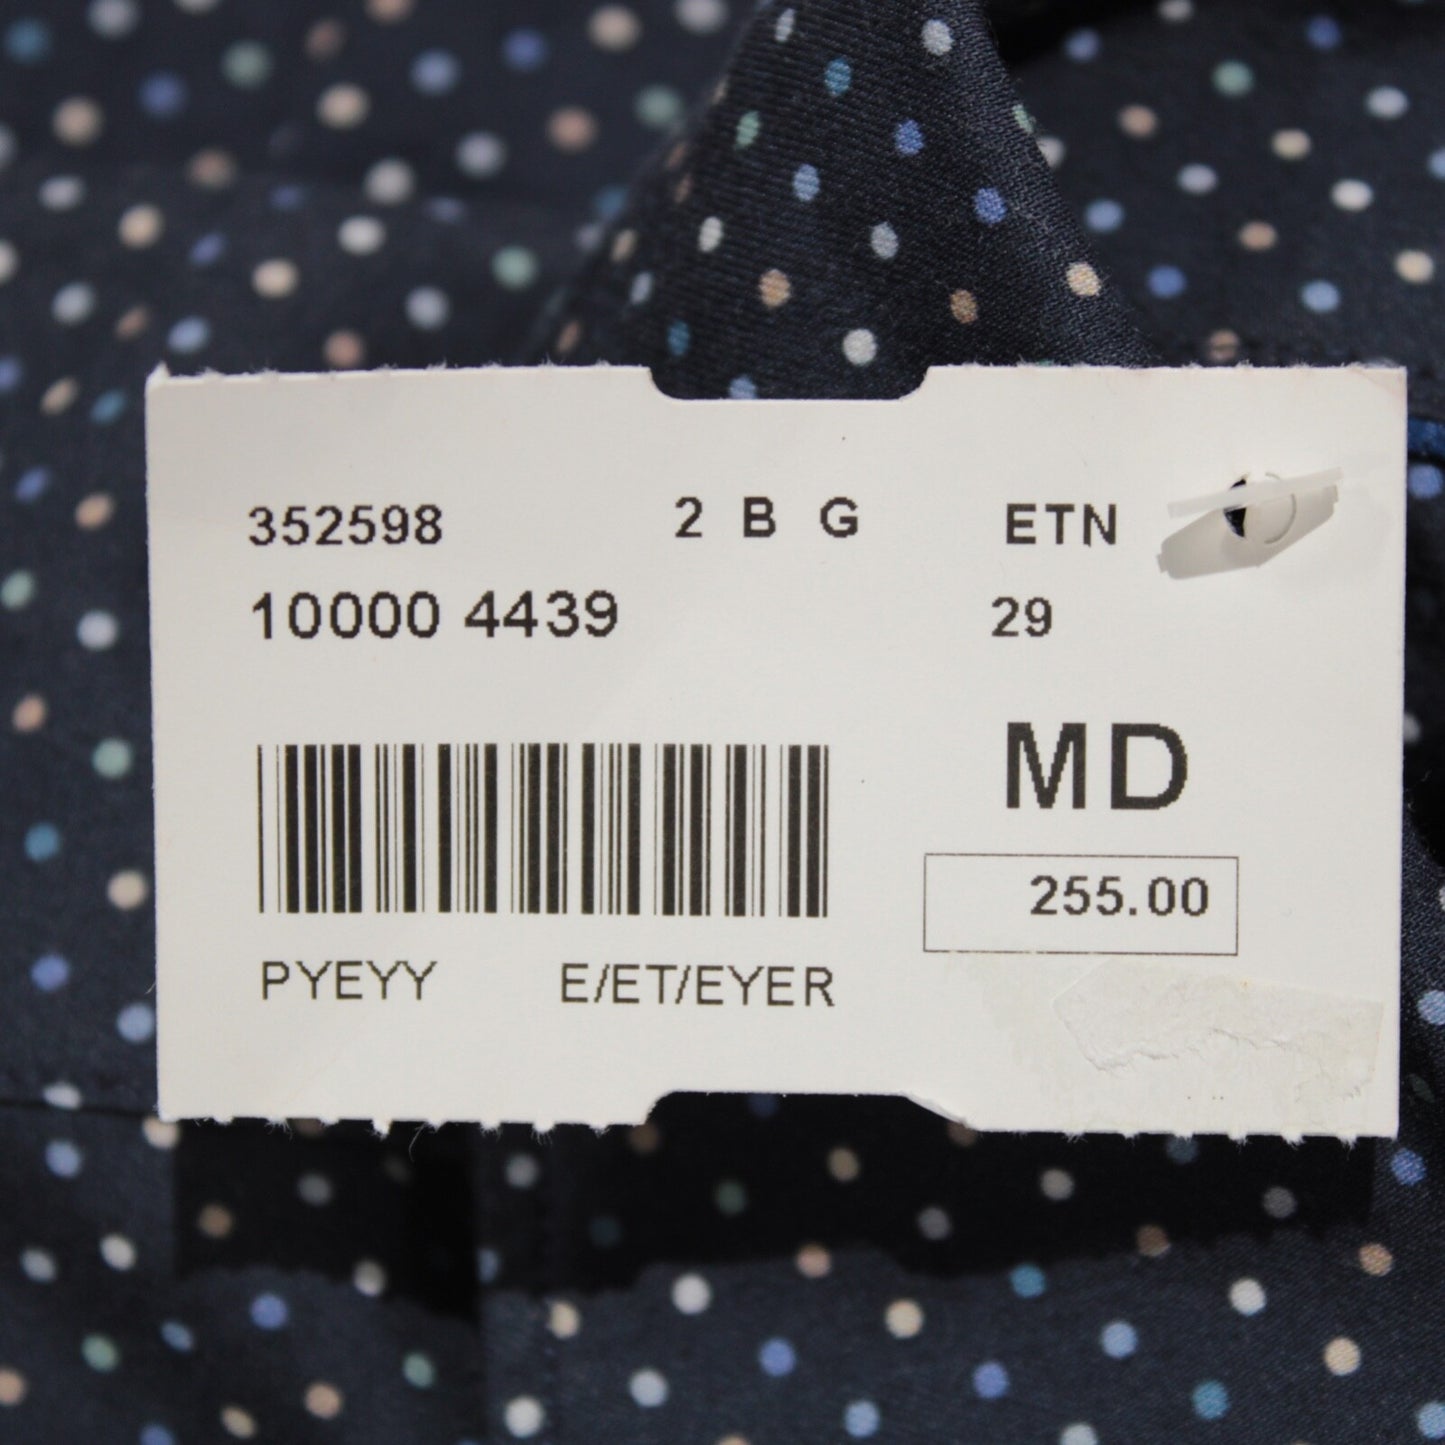 352598 2 B G ETN
10000 4439 29
MD
255.00
PYEYY E/ET/EYER